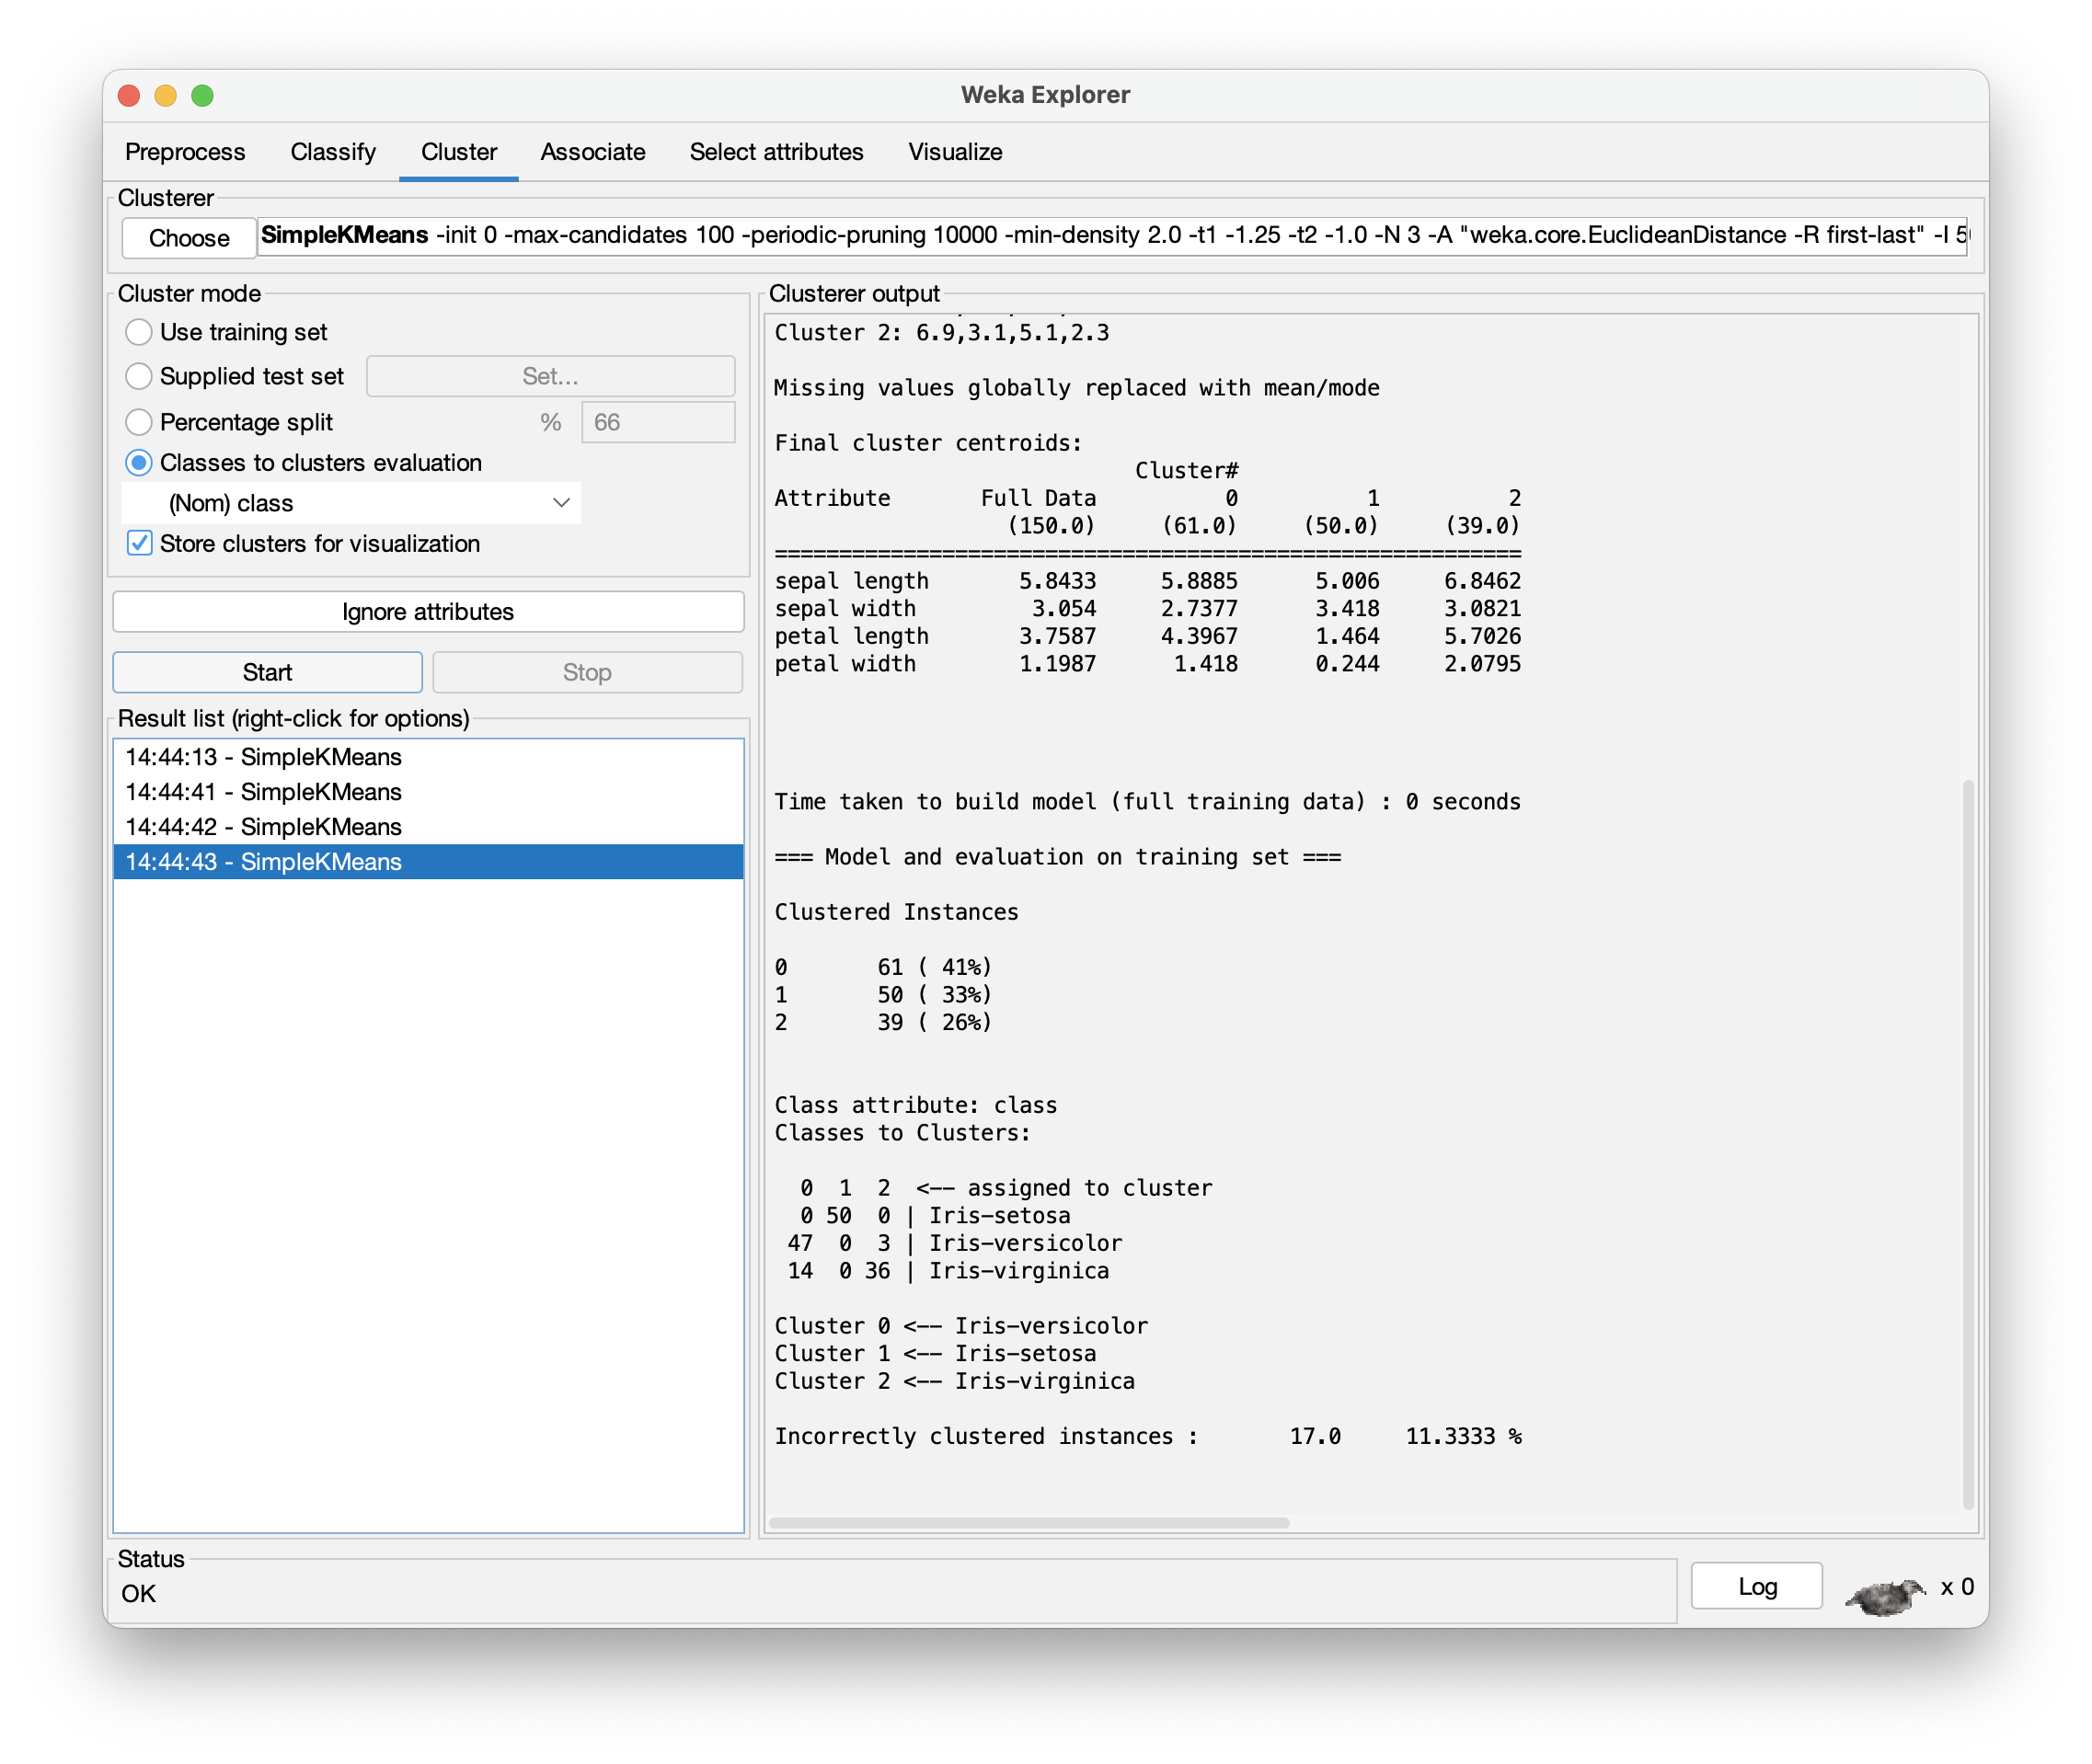 Weka Explorer
Preprocess Classify Cluster Associate Select attributes Visualize
Clusterer
Choose SimpleKMeans -init 0 -max-candidates 100 -periodic-pruning 10000 -min-density 2.0 -t1 -1.25 -t2 -1.0 -N 3 -A "weka.core.EuclideanDistance -R first-last" -I
Cluster mode
Use training set
Supplied test set Set...
Percentage split % 66
Classes to clusters evaluation
(Nom) class
Store clusters for visualization
Ignore attributes
Start Stop
Result list (right-click for options)
14:44:13 - SimpleKMeans
14:44:41 - SimpleKMeans
14:44:42 - SimpleKMeans
14:44:43 - SimpleKMeans
Clusterer output
Cluster 2: 6.9,3.1,5.1,2.3
Missing values globally replaced with mean/mode
Final cluster centroids:
Cluster#
Attribute Full Data 0 1 2
(150.0) (61.0) (50.0) (39.0)
==========================================================
sepal length 5.8433 5.8885 5.006 6.8462
sepal width 3.054 2.7377 3.418 3.0821
petal length 3.7587 4.3967 1.464 5.7026
petal width 1.1987 1.418 0.244 2.0795
Time taken to build model (full training data) : 0 seconds
=== Model and evaluation on training set ===
Clustered Instances
0 61 ( 41%)
1 50 ( 33%)
2 39 ( 26%)
Class attribute: class
Classes to Clusters:
0 1 2 <-- assigned to cluster
0 50 0 | Iris-setosa
47 0 3 | Iris-versicolor
14 0 36 | Iris-virginica
Cluster 0 <-- Iris-versicolor
Cluster 1 <-- Iris-setosa
Cluster 2 <-- Iris-virginica
Incorrectly clustered instances : 17.0 11.3333 %
Status
OK
Log x 0